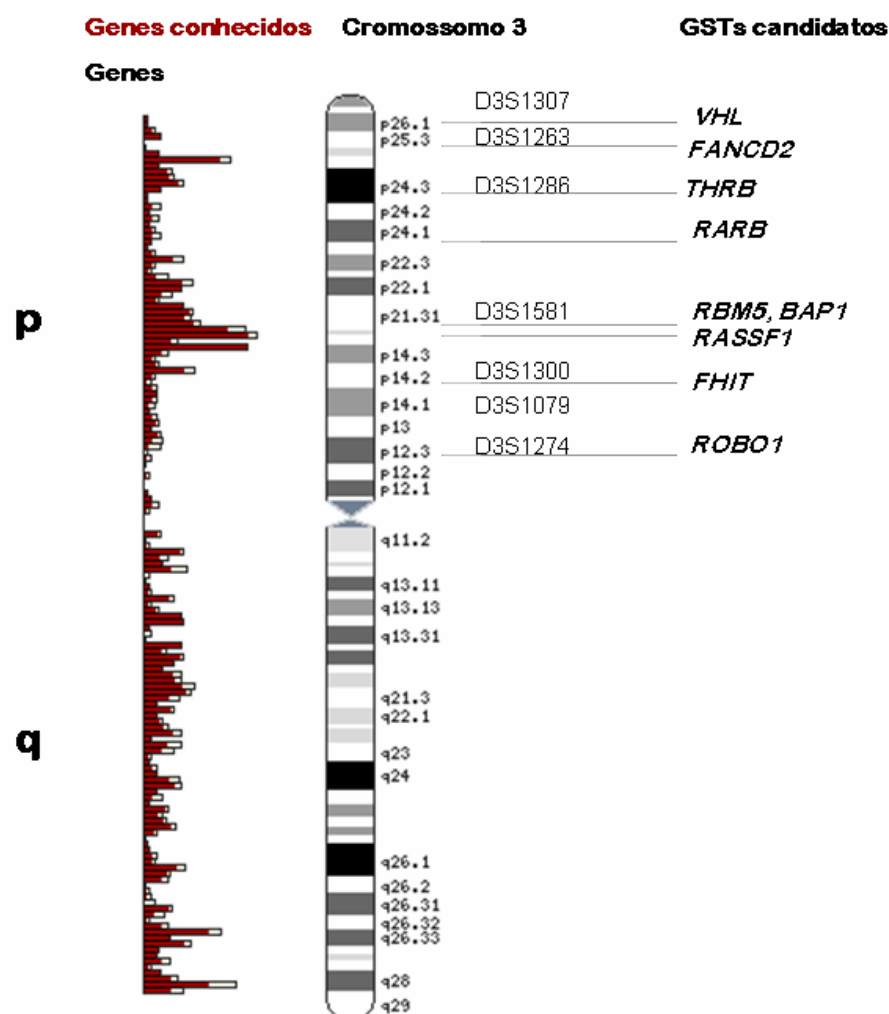 Genes conhecidos Cromossomo 3 GSTs candidatos
Genes
D3S1307
p26.1 VHL
p25.3 D3S1263 FANCD2
p24.3 D3S1286 THRB
p24.2
p24.1 RARB
p22.3
p22.1
p p21.31 D3S1581 RBM5, BAP1
RASSF1
p14.3
p14.2 D3S1300 FHIT
p14.1 D3S1079
p13
p12.3 D3S1274 ROBO1
p12.2
p12.1
q11.2
q13.11
q13.13
q13.31
q21.3
q22.1
q q23
q24
q26.1
q26.2
q26.31
q26.32
q26.33
q28
q29